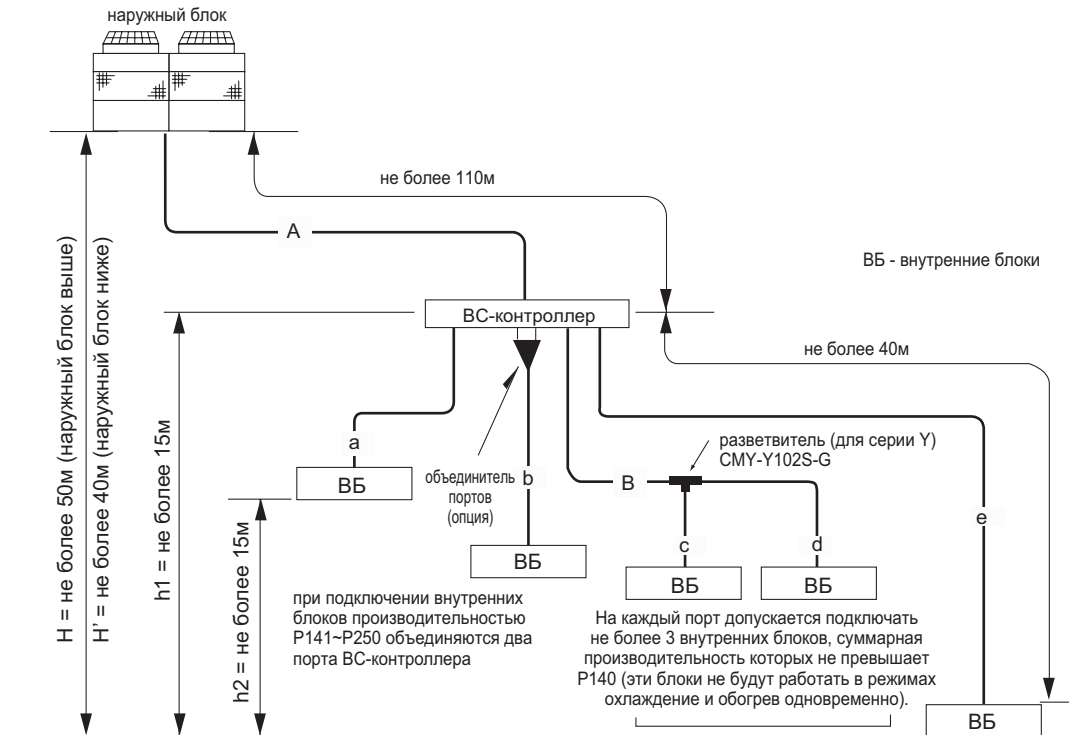 наружный блок
не более 110м
A
ВБ - внутренние блоки
H = не более 50м (наружный блок выше)
H' = не более 40м (наружный блок ниже)
ВС-контроллер
не более 40м
h1 = не более 15м
a
ВБ
объединитель
портов
(опция)
b
ВБ
разветвитель (для серии Y)
CMY-Y102S-G
B
c
ВБ
d
ВБ
e
ВБ
h2 = не более 15м
при подключении внутренних
блоков производительностью
P141~P250 объединяются два
порта ВС-контроллера
На каждый порт допускается подключать
не более 3 внутренних блоков, суммарная
производительность которых не превышает
P140 (эти блоки не будут работать в режимах
охлаждение и обогрев одновременно).